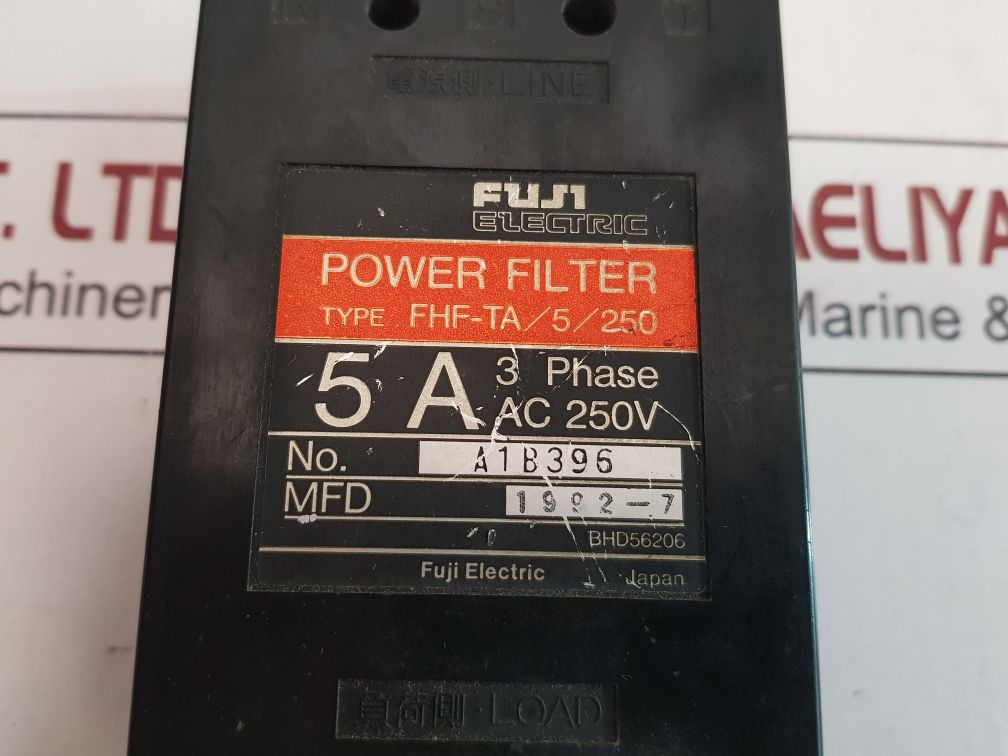 R S T
電源側・LINE
FUJI
ELECTRIC
POWER FILTER
TYPE FHF-TA/5/250
5 A
3 Phase
AC 250V
No. A1B396
MFD 1992-7
BHD56206
Fuji Electric Japan
負荷側・LOAD
. LTD
AELIYA
chiner
Marine &